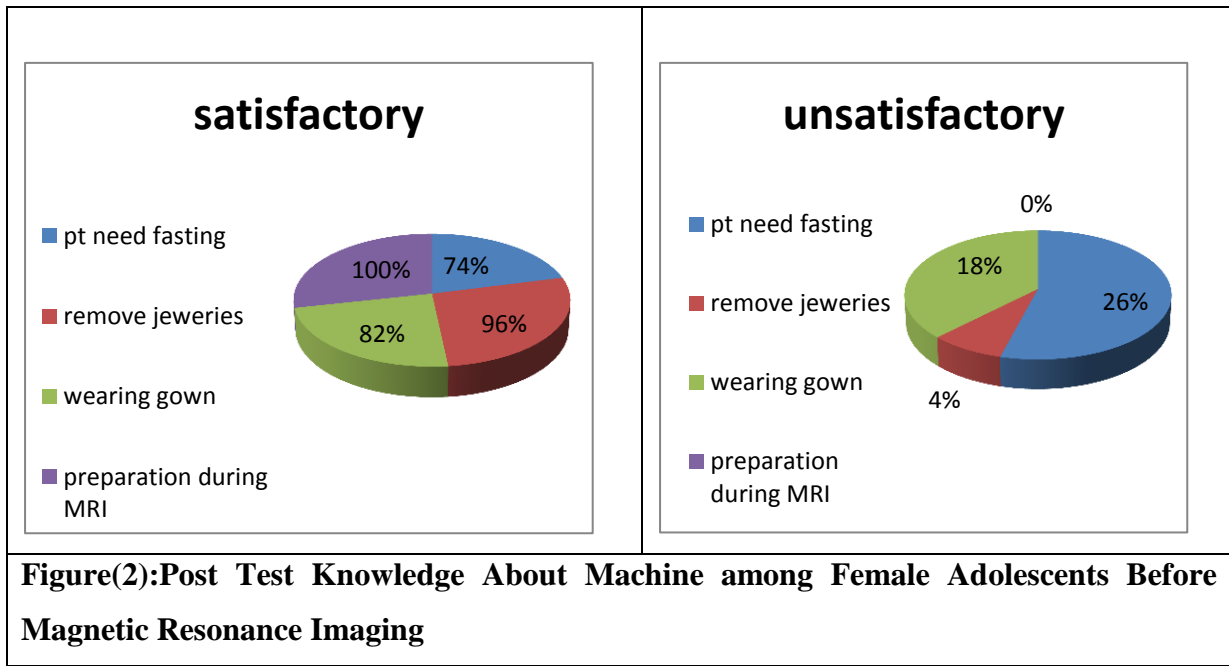 satisfactory
pt need fasting
remove jeweries
wearing gown
preparation during
MRI
100%
74%
82%
96%
unsatisfactory
pt need fasting
remove jeweries
wearing gown
preparation
during MRI
0%
18%
26%
4%
Figure(2):Post Test Knowledge About Machine among Female Adolescents Before
Magnetic Resonance Imaging